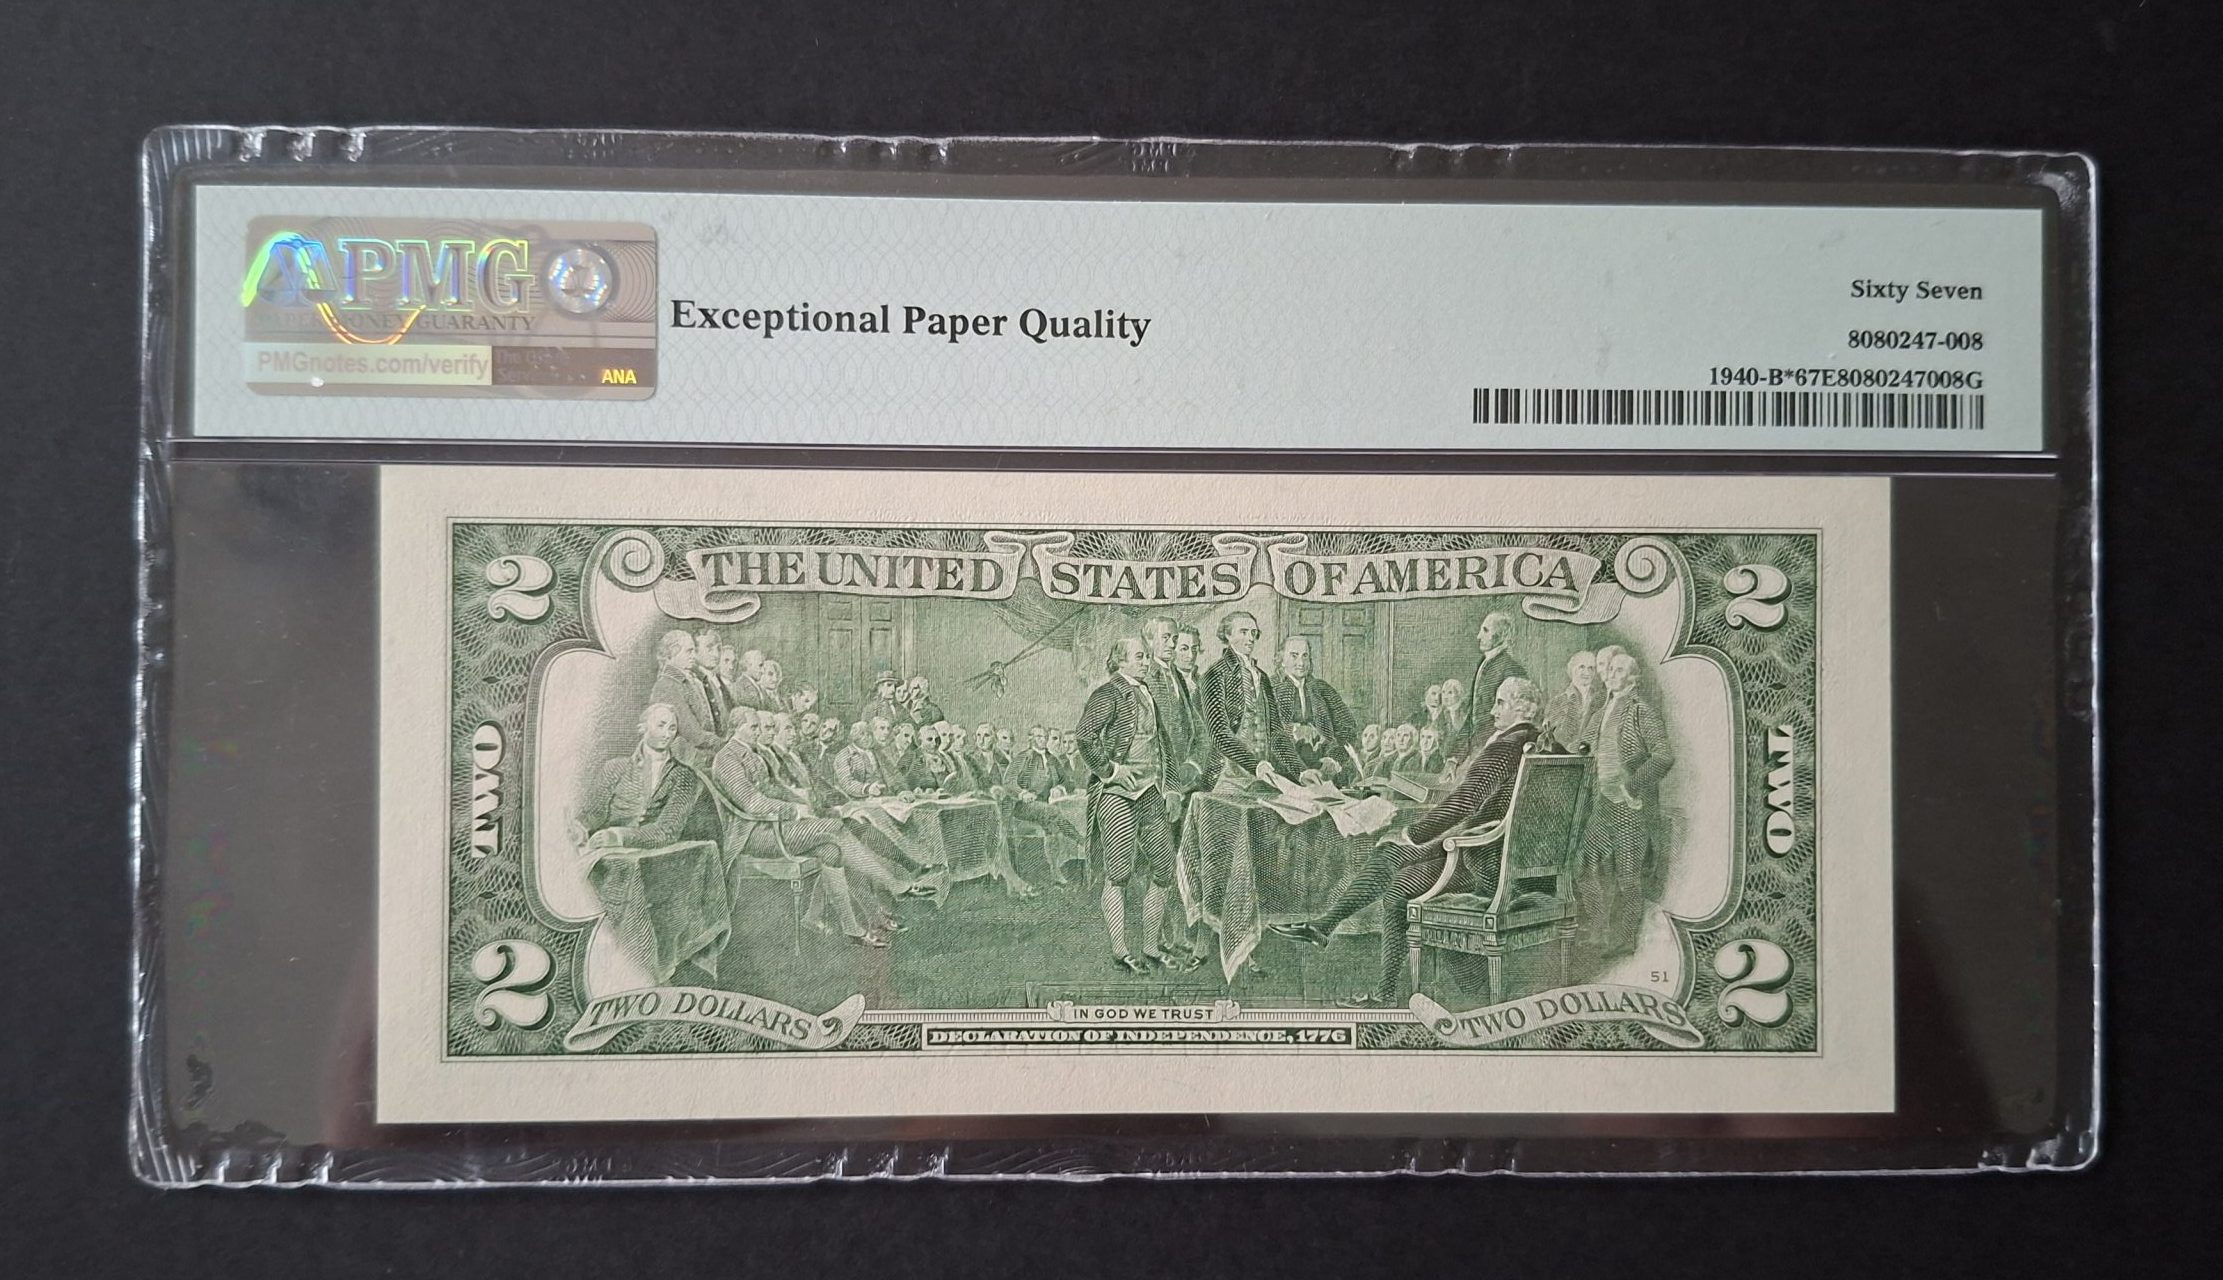 PMG
PAPER MONEY GUARANTY
PMGnotes.com/verify
ANA
Exceptional Paper Quality
Sixty Seven
8080247-008
1940-B*67E8080247008G
2
THE UNITED STATES OF AMERICA
2
TWO
TWO
51
2
TWO DOLLARS
IN GOD WE TRUST
TWO DOLLARS
2
DECLARATION OF INDEPENDENCE, 1776